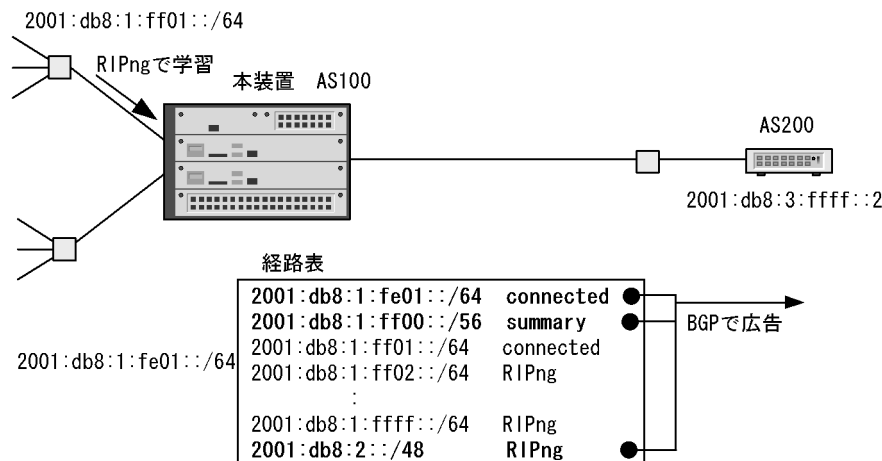 2001:db8:1:ff01::/64
RIPngで学習
本装置 AS100
AS200
2001:db8:3:ffff::2
経路表
2001:db8:1:fe01::/64 connected
2001:db8:1:ff00::/56 summary
2001:db8:1:ff01::/64 connected
2001:db8:1:ff02::/64 RIPng
:
2001:db8:1:ffff::/64 RIPng
2001:db8:2::/48 RIPng
BGPで広告
2001:db8:1:fe01::/64